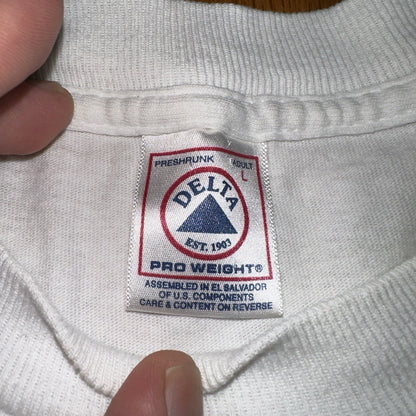 PRESHRUNK ADULT
L
DELTA
EST. 1903
PRO WEIGHT®
ASSEMBLED IN EL SALVADOR
OF U.S. COMPONENTS
CARE & CONTENT ON REVERSE